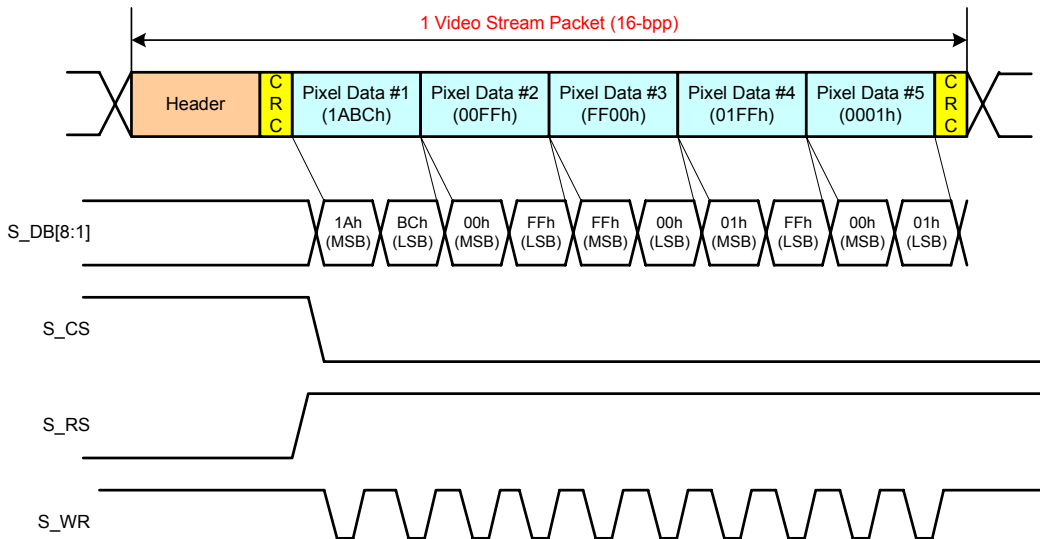 1 Video Stream Packet (16-bpp)
Header
C
R
C
Pixel Data #1
(1ABCh)
Pixel Data #2
(00FFh)
Pixel Data #3
(FF00h)
Pixel Data #4
(01FFh)
Pixel Data #5
(0001h)
C
R
C
S_DB[8:1]
1Ah
(MSB)
BCh
(LSB)
00h
(MSB)
FFh
(LSB)
FFh
(MSB)
00h
(LSB)
01h
(MSB)
FFh
(LSB)
00h
(MSB)
01h
(LSB)
S_CS
S_RS
S_WR